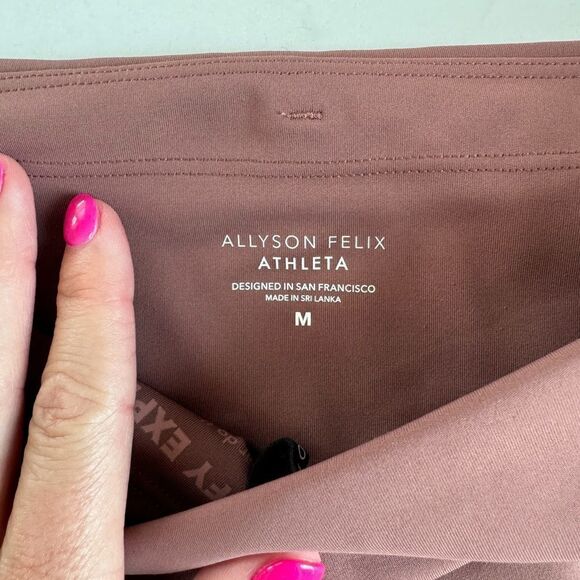 ALLYSON FELIX
ATHLETA
DESIGNED IN SAN FRANCISCO
MADE IN SRI LANKA
M